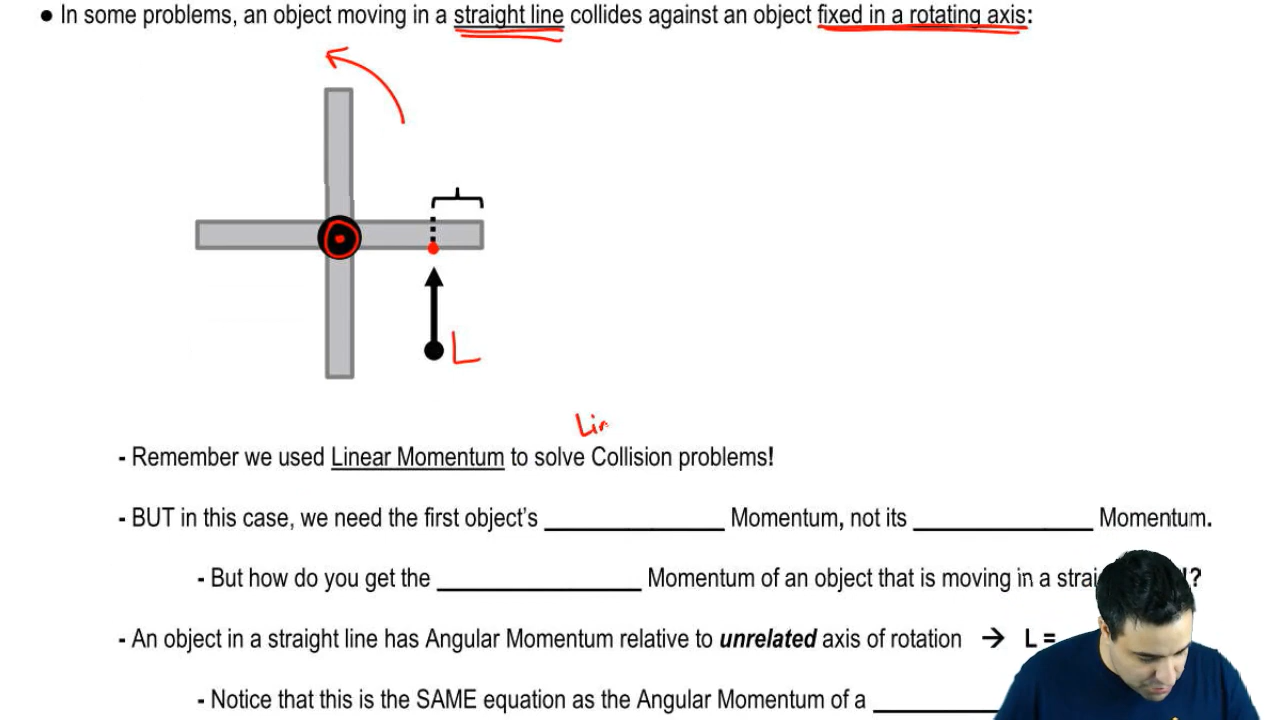 ● In some problems, an object moving in a straight line collides against an object fixed in a rotating axis:
L
Lin
- Remember we used Linear Momentum to solve Collision problems!
- BUT in this case, we need the first object's ____________ Momentum, not its ____________ Momentum.
- But how do you get the ____________ Momentum of an object that is moving in a
- An object in a straight line has Angular Momentum relative to unrelated axis of rotation → L =
- Notice that this is the SAME equation as the Angular Momentum of a ________